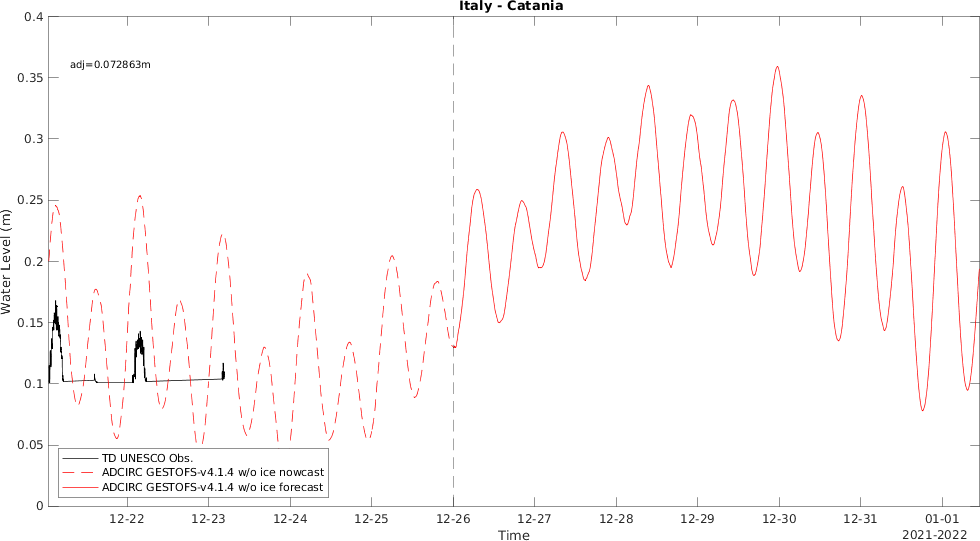 Italy - Catania
adj=0.072863m
0.4
0.35
0.3
0.25
0.2
0.15
0.1
0.05
0
Water Level (m)
TD UNESCO Obs.
ADCIRC GESTOFS-v4.1.4 w/o ice nowcast
ADCIRC GESTOFS-v4.1.4 w/o ice forecast
12-22 12-23 12-24 12-25 12-26 12-27 12-28 12-29 12-30 12-31 01-01
Time
2021-2022